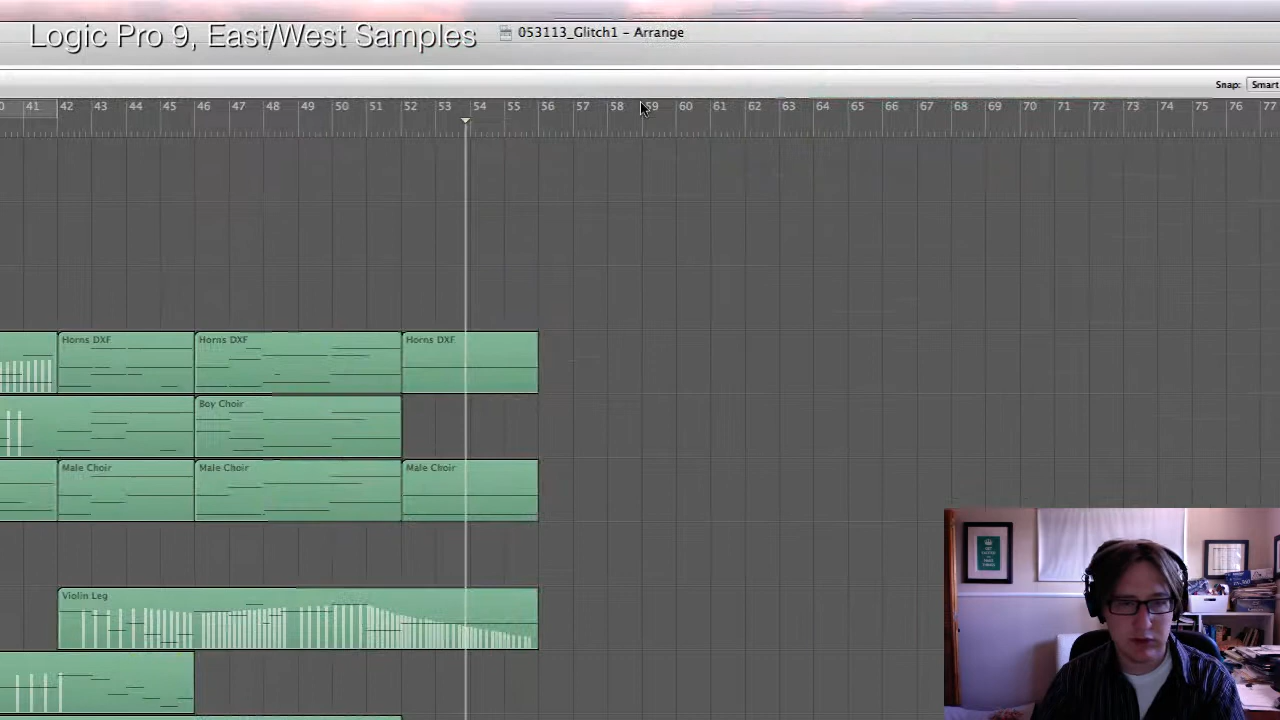 Logic Pro 9, East/West Samples
053113_Glitch1 - Arrange
Snap: Smart
41 42 43 44 45 46 47 48 49 50 51 52 53 54 55 56 57 58 59 60 61 62 63 64 65 66 67 68 69 70 71 72 73 74 75 76 77
Horns DXF Horns DXF Horns DXF
Boy Choir
Male Choir Male Choir Male Choir
Violin Leg